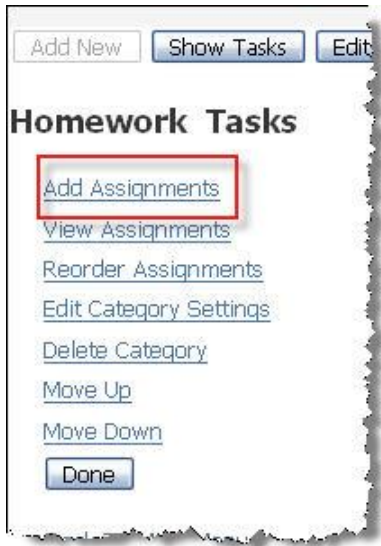 Add New Show Tasks Edit
Homework Tasks
Add Assignments
View Assignments
Reorder Assignments
Edit Category Settings
Delete Category
Move Up
Move Down
Done